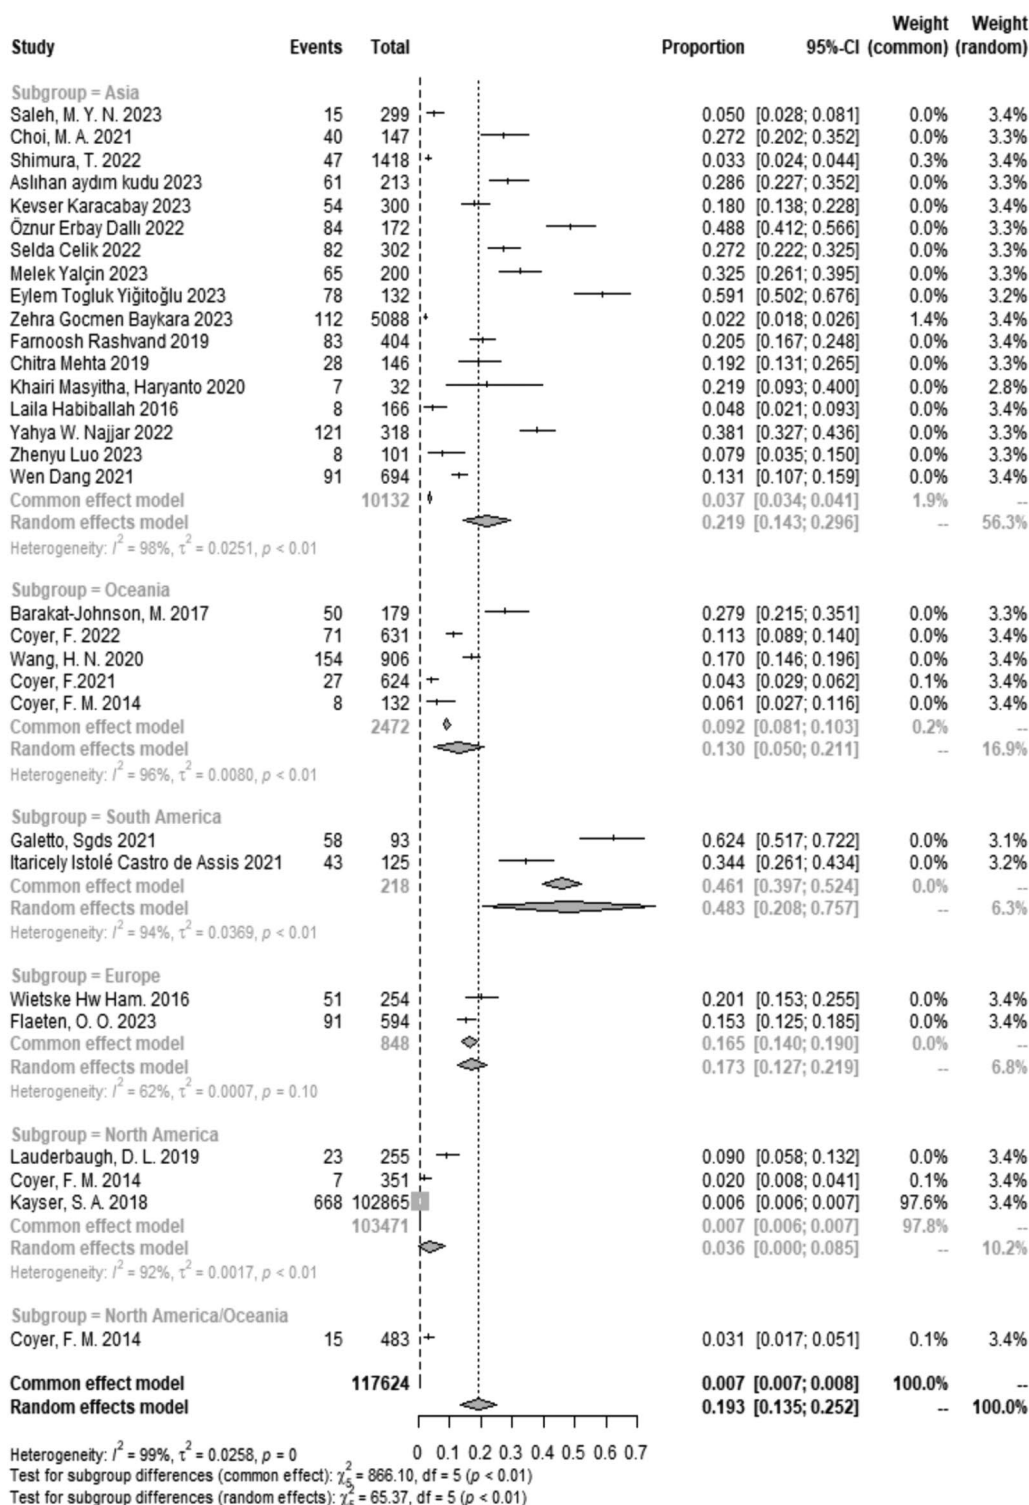 Weight Weight
Study Events Total Proportion 95%-CI (common) (random)
Subgroup = Asia
Saleh, M. Y. N. 2023 15 299 0.050 [0.028; 0.081] 0.0% 3.4%
Choi, M. A. 2021 40 147 0.272 [0.202; 0.352] 0.0% 3.3%
Shimura, T. 2022 47 1418 0.033 [0.024; 0.044] 0.3% 3.4%
Aslıhan aydım kudu 2023 61 213 0.286 [0.227; 0.352] 0.0% 3.3%
Kevser Karacabay 2023 54 300 0.180 [0.138; 0.228] 0.0% 3.4%
Öznur Erbay Dallı 2022 84 172 0.488 [0.412; 0.566] 0.0% 3.3%
Selda Celik 2022 82 302 0.272 [0.222; 0.325] 0.0% 3.3%
Melek Yalçin 2023 65 200 0.325 [0.261; 0.395] 0.0% 3.3%
Eylem Togluk Yiğitoğlu 2023 78 132 0.591 [0.502; 0.676] 0.0% 3.2%
Zehra Gocmen Baykara 2023 112 5088 0.022 [0.018; 0.026] 1.4% 3.4%
Farnoosh Rashvand 2019 83 404 0.205 [0.167; 0.248] 0.0% 3.4%
Chitra Mehta 2019 28 146 0.192 [0.131; 0.265] 0.0% 3.3%
Khairi Masyitha, Haryanto 2020 7 32 0.219 [0.093; 0.400] 0.0% 2.8%
Laila Habiballah 2016 8 166 0.048 [0.021; 0.093] 0.0% 3.4%
Yahya W. Najjar 2022 121 318 0.381 [0.327; 0.436] 0.0% 3.3%
Zhenyu Luo 2023 8 101 0.079 [0.035; 0.150] 0.0% 3.3%
Wen Dang 2021 91 694 0.131 [0.107; 0.159] 0.0% 3.4%
Common effect model 10132 0.037 [0.034; 0.041] 1.9% --
Random effects model 0.219 [0.143; 0.296] -- 56.3%
Heterogeneity: I² = 98%, τ² = 0.0251, p < 0.01
Subgroup = Oceania
Barakat-Johnson, M. 2017 50 179 0.279 [0.215; 0.351] 0.0% 3.3%
Coyer, F. 2022 71 631 0.113 [0.089; 0.140] 0.0% 3.4%
Wang, H. N. 2020 154 906 0.170 [0.146; 0.196] 0.0% 3.4%
Coyer, F.2021 27 624 0.043 [0.029; 0.062] 0.1% 3.4%
Coyer, F. M. 2014 8 132 0.061 [0.027; 0.116] 0.0% 3.4%
Common effect model 2472 0.092 [0.081; 0.103] 0.2% --
Random effects model 0.130 [0.050; 0.211] -- 16.9%
Heterogeneity: I² = 96%, τ² = 0.0080, p < 0.01
Subgroup = South America
Galetto, Sgds 2021 58 93 0.624 [0.517; 0.722] 0.0% 3.1%
Itaricely Istolé Castro de Assis 2021 43 125 0.344 [0.261; 0.434] 0.0% 3.2%
Common effect model 218 0.461 [0.397; 0.524] 0.0% --
Random effects model 0.483 [0.208; 0.757] -- 6.3%
Heterogeneity: I² = 94%, τ² = 0.0369, p < 0.01
Subgroup = Europe
Wietske Hw Ham. 2016 51 254 0.201 [0.153; 0.255] 0.0% 3.4%
Flaeten, O. O. 2023 91 594 0.153 [0.125; 0.185] 0.0% 3.4%
Common effect model 848 0.165 [0.140; 0.190] 0.0% --
Random effects model 0.173 [0.127; 0.219] -- 6.8%
Heterogeneity: I² = 62%, τ² = 0.0007, p = 0.10
Subgroup = North America
Lauderbaugh, D. L. 2019 23 255 0.090 [0.058; 0.132] 0.0% 3.4%
Coyer, F. M. 2014 7 351 0.020 [0.008; 0.041] 0.1% 3.4%
Kayser, S. A. 2018 668 102865 0.006 [0.006; 0.007] 97.6% 3.4%
Common effect model 103471 0.007 [0.006; 0.007] 97.8% --
Random effects model 0.036 [0.000; 0.085] -- 10.2%
Heterogeneity: I² = 92%, τ² = 0.0017, p < 0.01
Subgroup = North America/Oceania
Coyer, F. M. 2014 15 483 0.031 [0.017; 0.051] 0.1% 3.4%
Common effect model 117624 0.007 [0.007; 0.008] 100.0% --
Random effects model 0.193 [0.135; 0.252] -- 100.0%
0 0.1 0.2 0.3 0.4 0.5 0.6 0.7
Heterogeneity: I² = 99%, τ² = 0.0258, p = 0
Test for subgroup differences (common effect): χ²₅ = 866.10, df = 5 (p < 0.01)
Test for subgroup differences (random effects): χ²₅ = 65.37, df = 5 (p < 0.01)